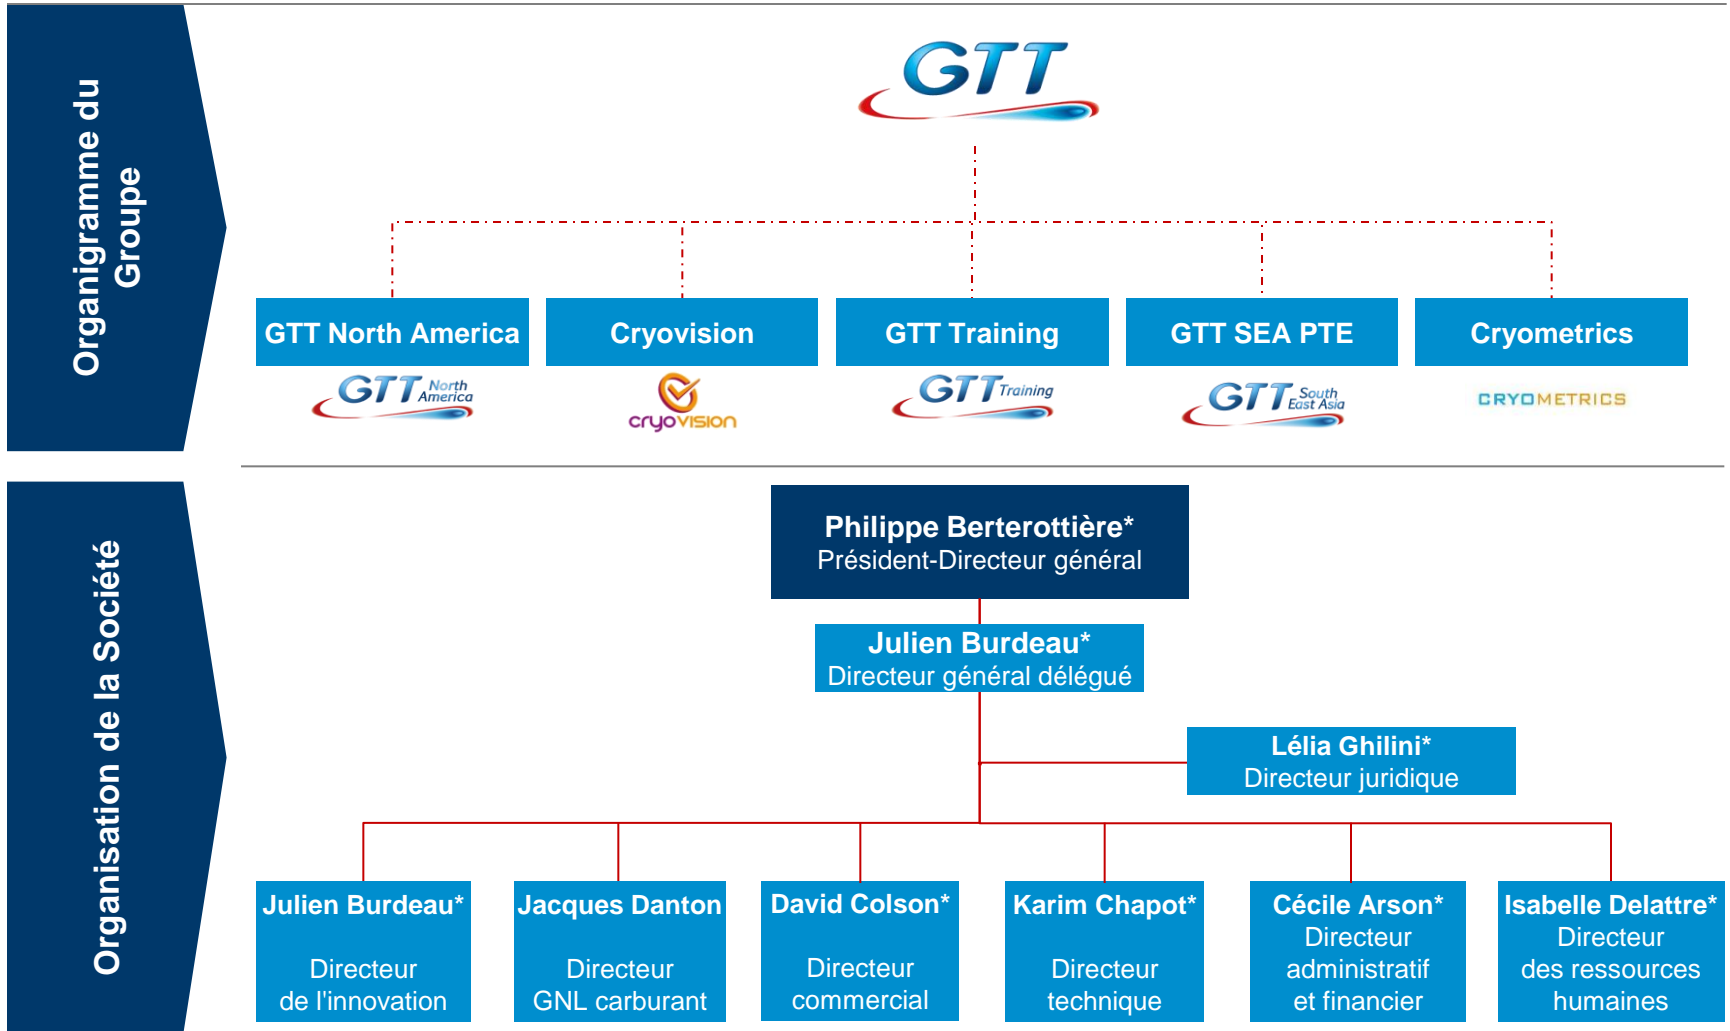 Organigramme du
Groupe
GTT
GTT North America
Cryovision
GTT Training
GTT SEA PTE
Cryometrics
GTT North
America
cryovision
GTT Training
GTT South
East Asia
CRYOMETRICS
Organisation de la Société
Philippe Berterottière*
Président-Directeur général
Julien Burdeau*
Directeur général délégué
Lélia Ghilini*
Directeur juridique
Julien Burdeau*
Directeur
de l'innovation
Jacques Danton
Directeur
GNL carburant
David Colson*
Directeur
commercial
Karim Chapot*
Directeur
technique
Cécile Arson*
Directeur
administratif
et financier
Isabelle Delattre*
Directeur
des ressources
humaines